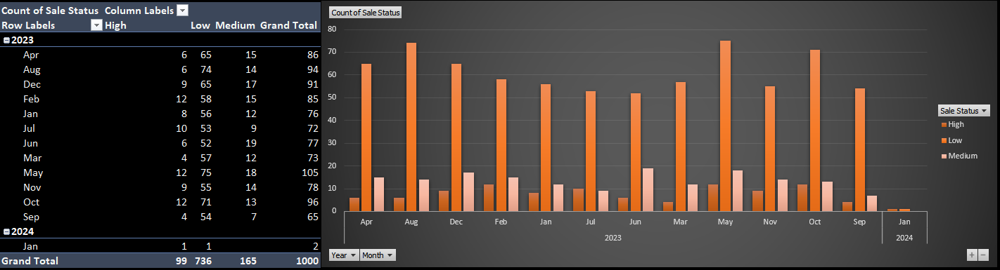 Count of Sale Status Column Labels
Row Labels High Low Medium Grand Total
2023
Apr 6 65 15 86
Aug 6 74 14 94
Dec 9 65 17 91
Feb 12 58 15 85
Jan 8 56 12 76
Jul 10 53 9 72
Jun 6 52 19 77
Mar 4 57 12 73
May 12 75 18 105
Nov 9 55 14 78
Oct 12 71 13 96
Sep 4 54 7 65
2024
Jan 1 1 2
Grand Total 99 736 165 1000
Count of Sale Status
80
70
60
50
40
30
20
10
0
Apr Aug Dec Feb Jan Jul Jun Mar May Nov Oct Sep Jan
2023 2024
Sale Status
High
Low
Medium
Year Month
+ −